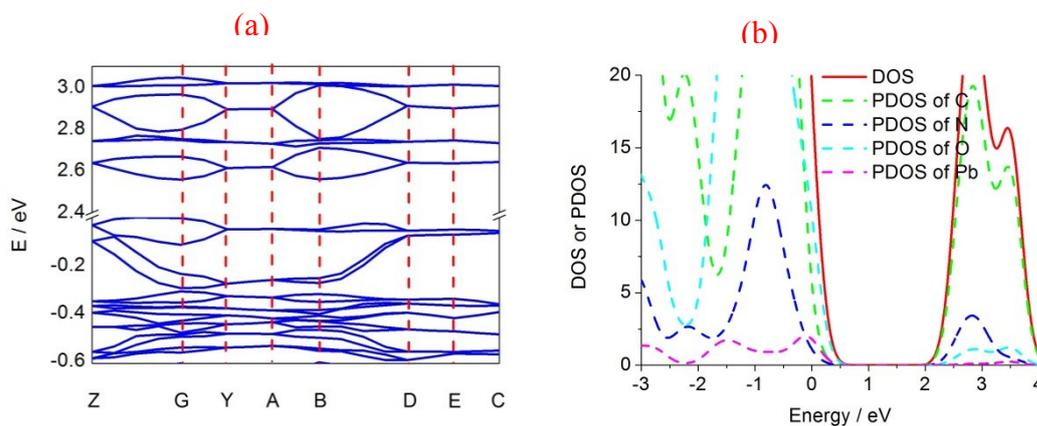 (a)
(b)
E / eV
3.0
2.8
2.6
2.4
-0.2
-0.4
-0.6
Z G Y A B D E C
DOS or PDOS
20
15
10
5
0
DOS
PDOS of C
PDOS of N
PDOS of O
PDOS of Pb
-3 -2 -1 0 1 2 3 4
Energy / eV